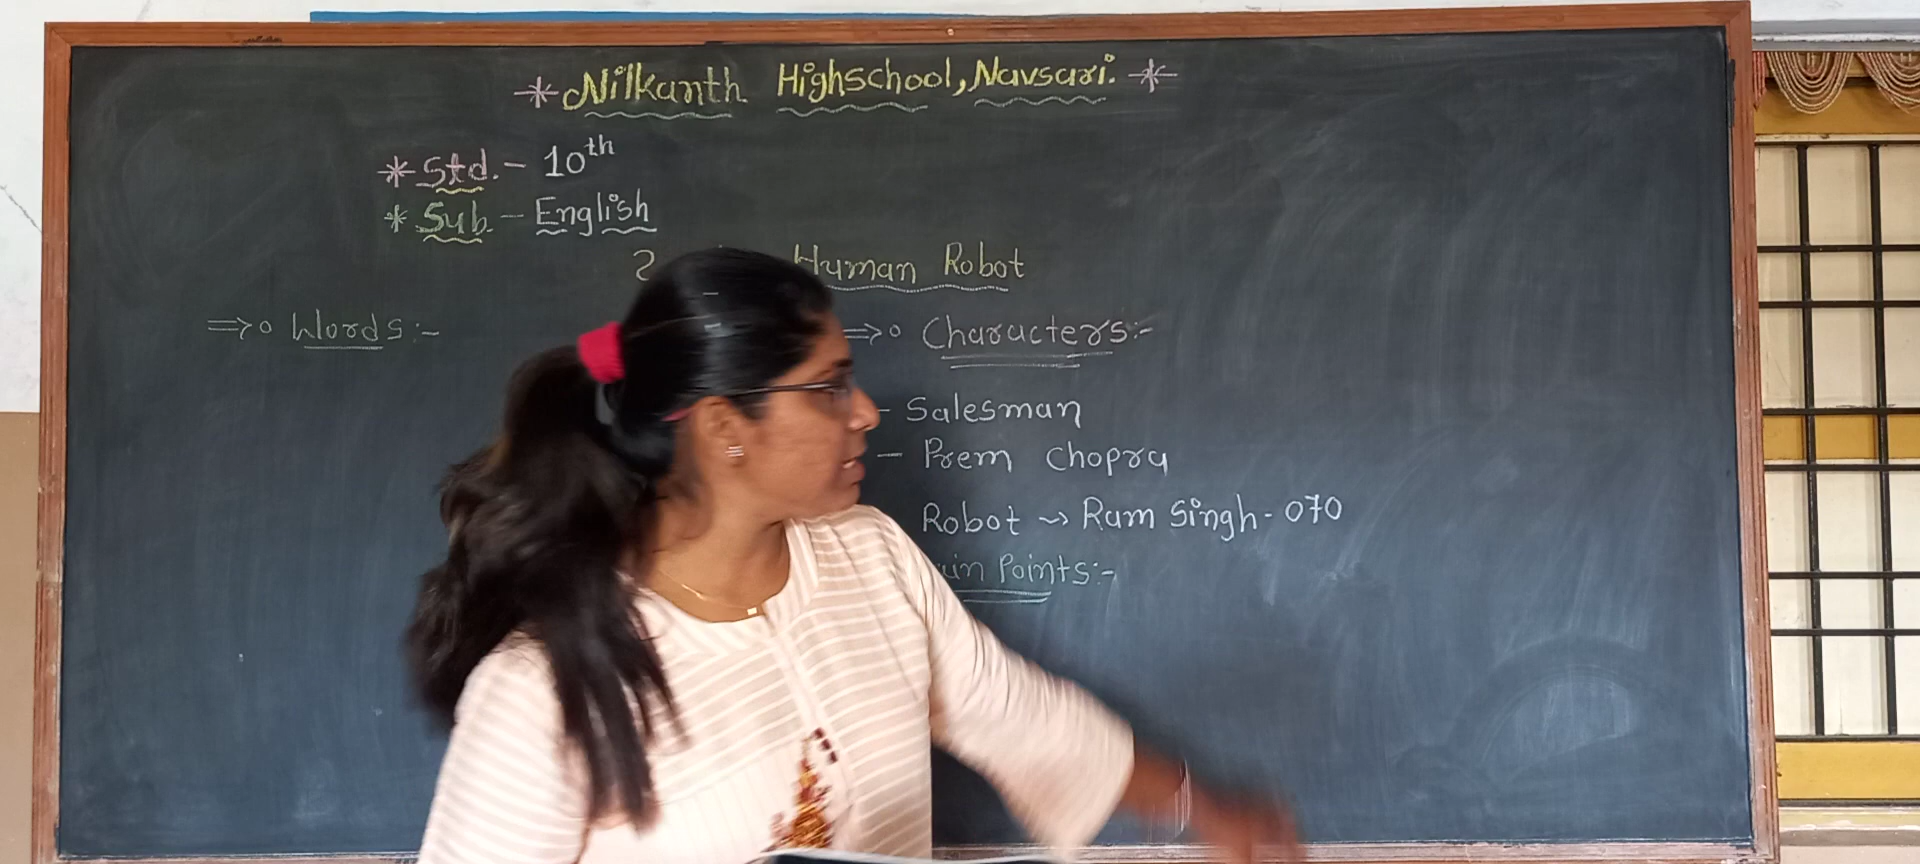 * Nilkanth Highschool, Navsari. *
* Std. - 10th
* Sub. - English
2 Human Robot
=> Words :-
=> Characters :-
- Salesman
- Prem Chopra
Robot → Ram Singh - 070
Points :-